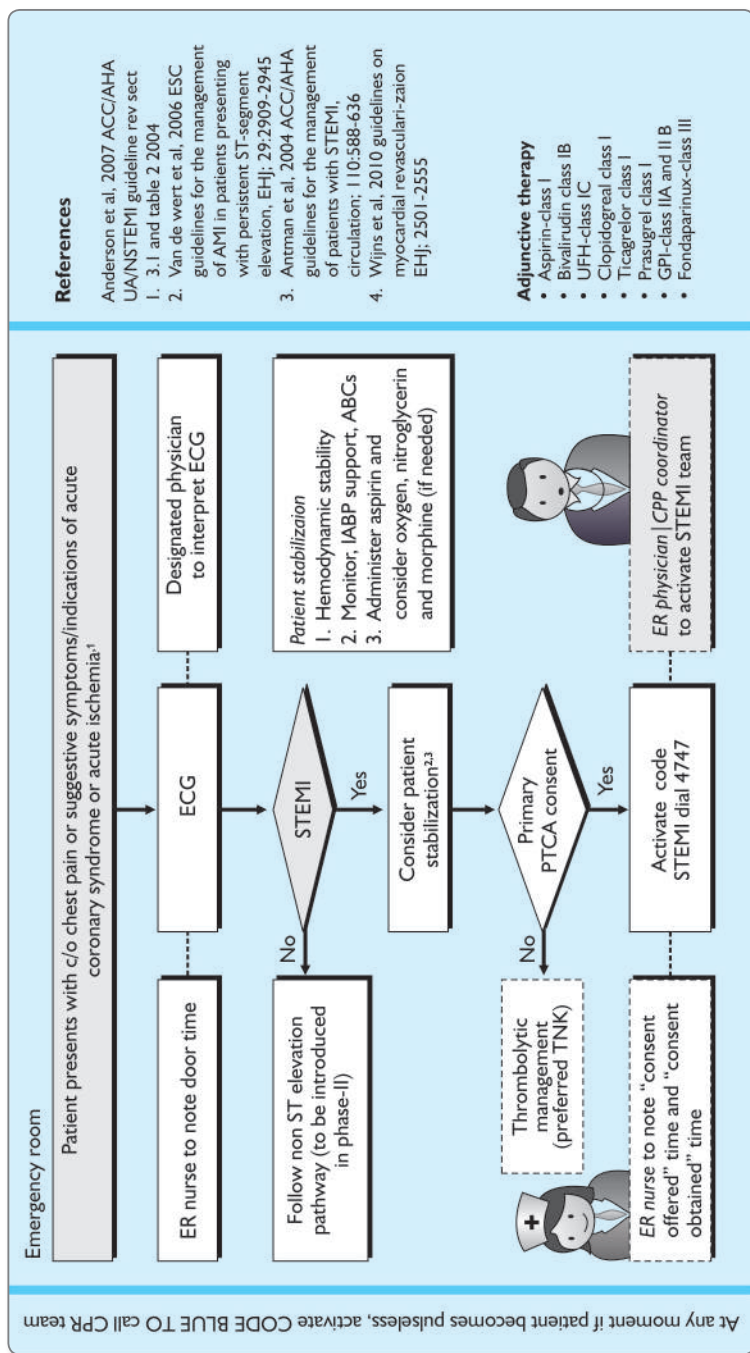 At any moment if patient becomes pulseless, activate CODE BLUE TO call CPR team
Emergency room
Patient presents with c/o chest pain or suggestive symptoms/indications of acute
coronary syndrome or acute ischemia.¹
ER nurse to note door time
ECG
Designated physician
to interpret ECG
STEMI
No
Yes
Follow non ST elevation
pathway (to be introduced
in phase-II)
Consider patient
stabilization²,³
Patient stabilizaion
1. Hemodynamic stability
2. Monitor, IABP support, ABCs
3. Administer aspirin and
consider oxygen, nitroglycerin
and morphine (if needed)
Primary
PTCA consent
No
Yes
Thrombolytic
management
(preferred TNK)
ER nurse to note “consent
offered” time and “consent
obtained” time
Activate code
STEMI dial 4747
ER physician|CPP coordinator
to activate STEMI team
References
Anderson et al, 2007 ACC/AHA
UA/NSTEMI guideline rev sect
1. 3.1 and table 2 2004
2. Van de wert et al, 2006 ESC
guidelines for the management
of AMI in patients presenting
with persistent ST-segment
elevation, EHJ; 29:2909-2945
3. Antman et al, 2004 ACC/AHA
guidelines for the management
of patients with STEMI,
circulation; 110:588-636
4. Wijns et al, 2010 guidelines on
myocardial revasculari-zaion
EHJ; 2501-2555
Adjunctive therapy
• Aspirin-class I
• Bivalirudin class IB
• UFH-class IC
• Clopidogreal class I
• Ticagrelor class I
• Prasugrel class I
• GPI-class IIA and II B
• Fondaparinux-class III